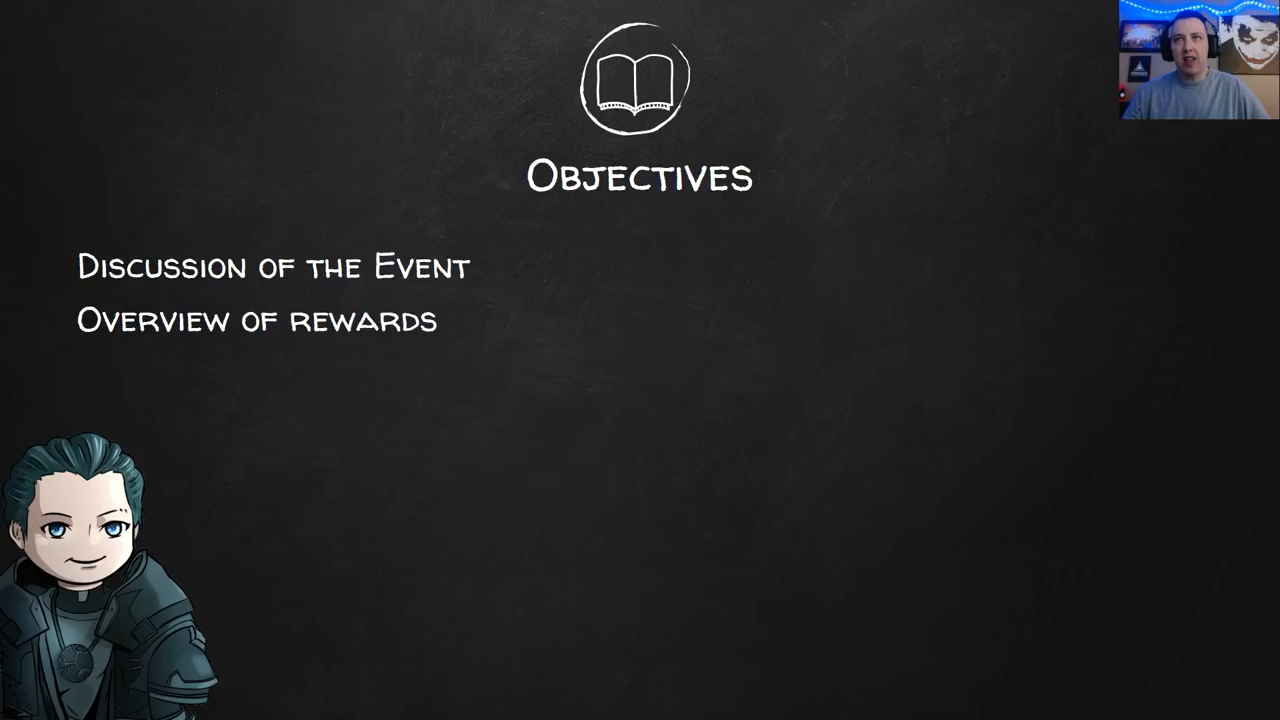 Objectives
Discussion of the Event
Overview of rewards